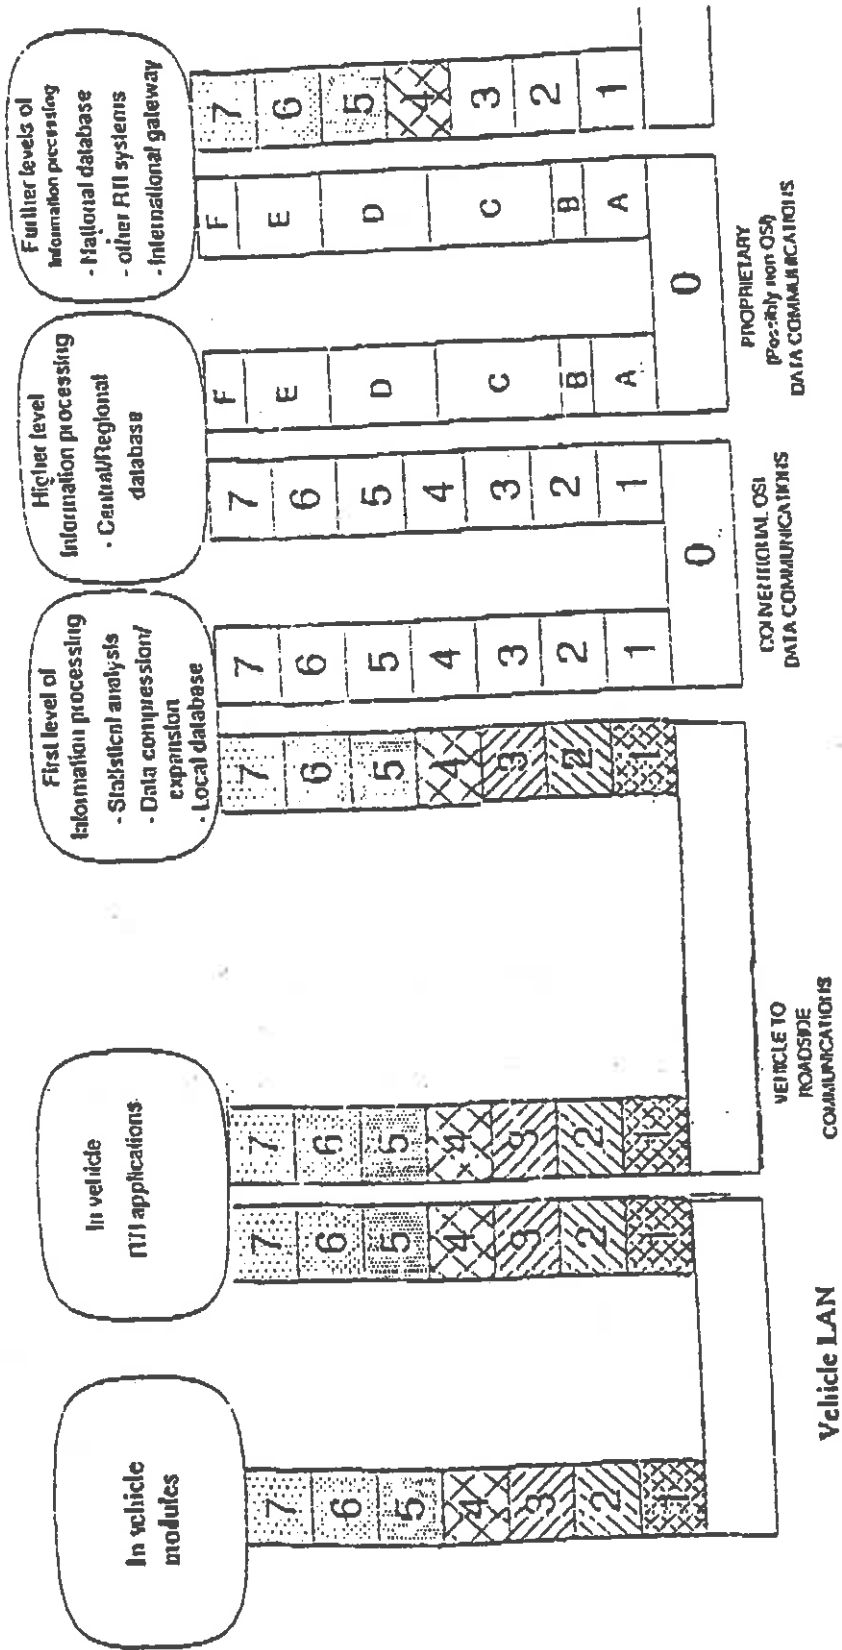 In vehicle
modules
In vehicle
RTI applications
First level of
Information processing
- Statistical analysis
- Data compression/
expansion
- Local database
Higher level
Information processing
- Central/Regional
database
Further levels of
Information processing
- National database
- other RTI systems
- International gateway
7
6
5
4
3
2
1
7
6
5
4
3
2
1
7
6
5
4
3
2
1
7
6
5
4
3
2
1
7
6
5
4
3
2
1
7
6
5
4
3
2
1
F
E
D
C
B
A
F
E
D
C
B
A
7
6
5
4
3
2
1
0
0
Vehicle LAN
VEHICLE TO
ROADSIDE
COMMUNICATIONS
CONVENTIONAL OSI
DATA COMMUNICATIONS
PROPRIETARY
(Possibly non OSI)
DATA COMMUNICATIONS